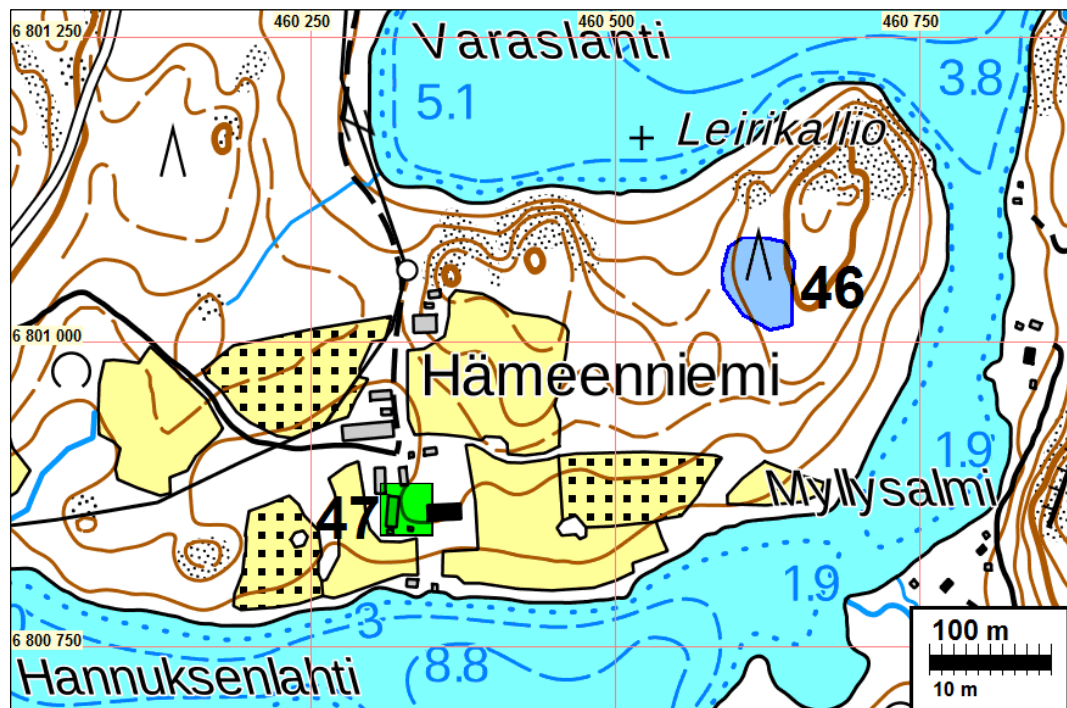 460 250
460 500
460 750
6 801 250
Varaslahti
5.1
3.8
Leirikallio
46
6 801 000
Hämeenniemi
1.9
Myllysalmi
47
1.9
3
6 800 750
8.8
Hannuksenlahti
100 m
10 m